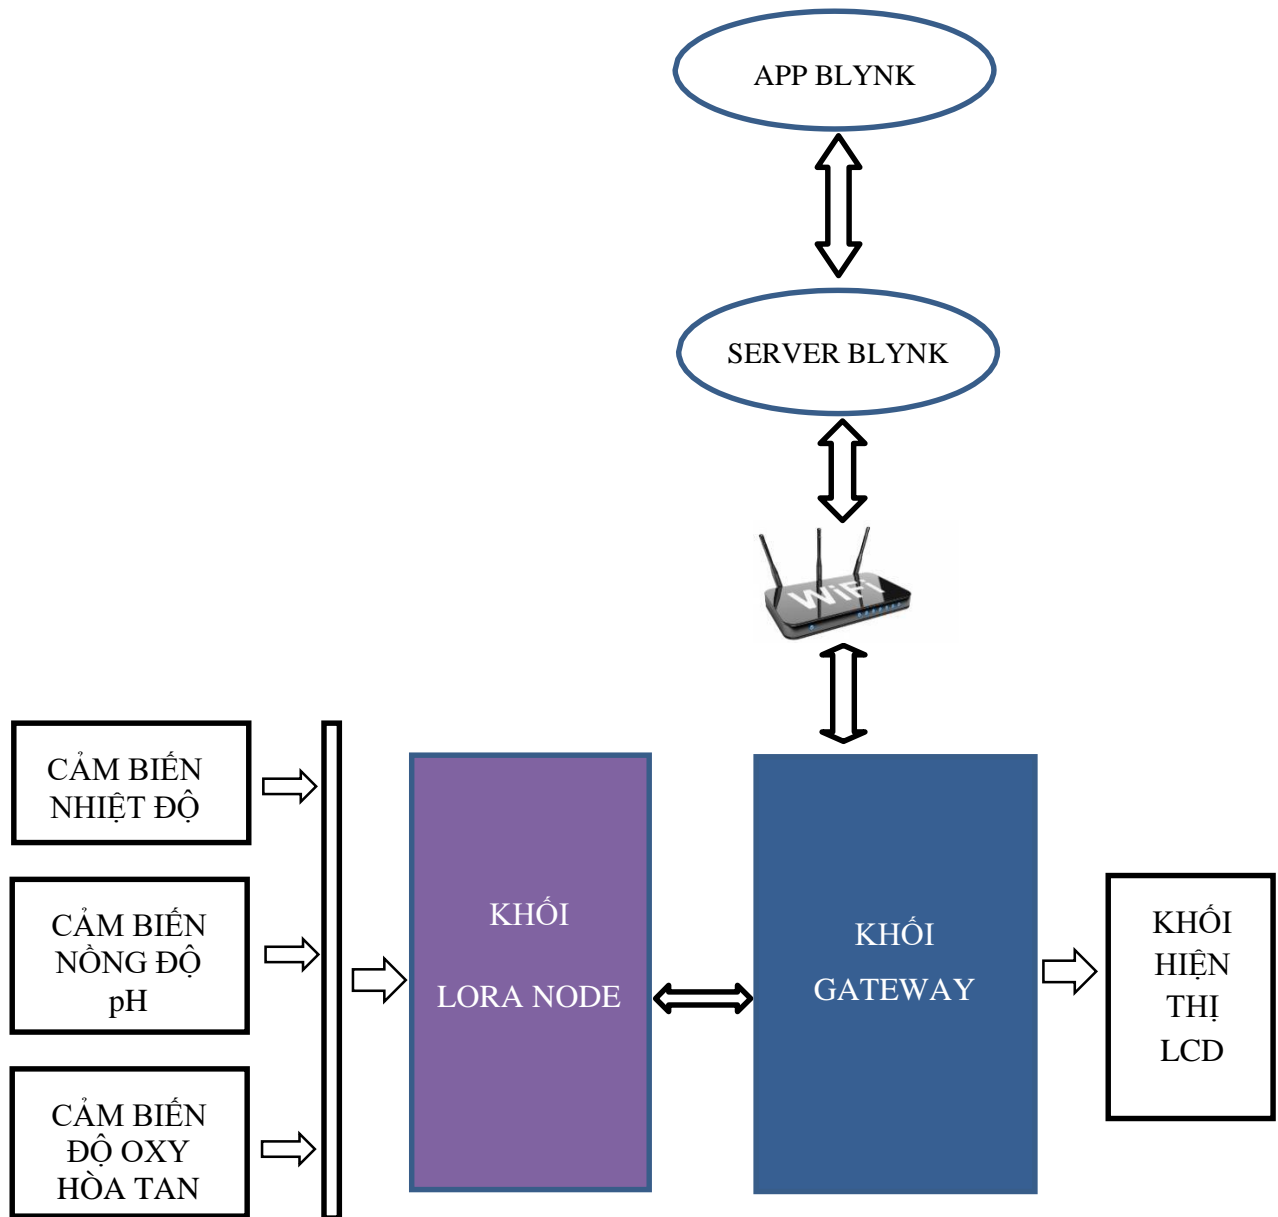 APP BLYNK
SERVER BLYNK
WiFi
CẢM BIẾN
NHIỆT ĐỘ
CẢM BIẾN
NỒNG ĐỘ
pH
CẢM BIẾN
ĐỘ OXY
HÒA TAN
KHỐI
LORA NODE
KHỐI
GATEWAY
KHỐI
HIỆN
THỊ
LCD